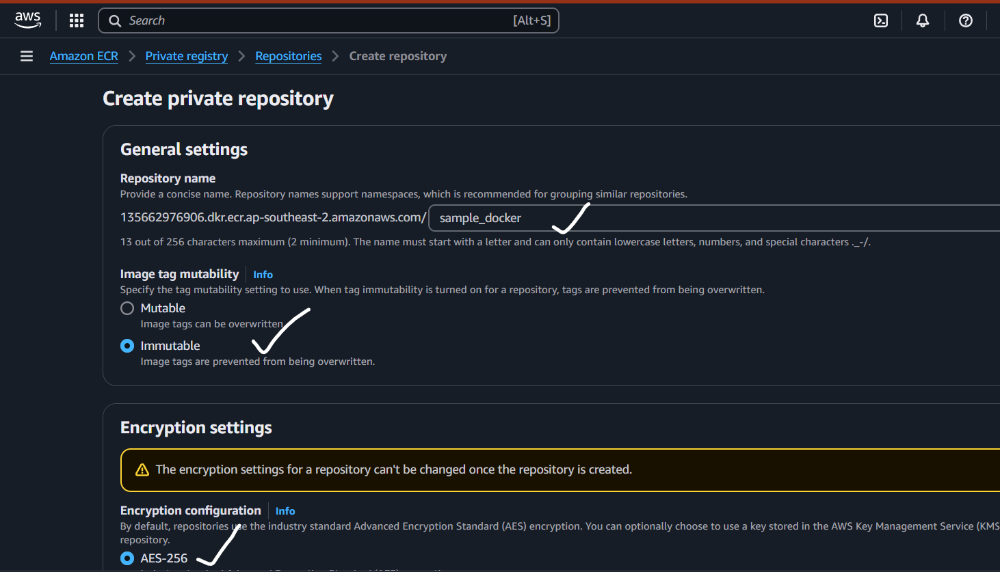 aws
Search [Alt+S]
Amazon ECR > Private registry > Repositories > Create repository
Create private repository
General settings
Repository name
Provide a concise name. Repository names support namespaces, which is recommended for grouping similar repositories.
135662976906.dkr.ecr.ap-southeast-2.amazonaws.com/ sample_docker
13 out of 256 characters maximum (2 minimum). The name must start with a letter and can only contain lowercase letters, numbers, and special characters ._-/.
Image tag mutability | Info
Specify the tag mutability setting to use. When tag immutability is turned on for a repository, tags are prevented from being overwritten.
Mutable
Image tags can be overwritten
Immutable
Image tags are prevented from being overwritten.
Encryption settings
The encryption settings for a repository can't be changed once the repository is created.
Encryption configuration | Info
By default, repositories use the industry standard Advanced Encryption Standard (AES) encryption. You can optionally choose to use a key stored in the AWS Key Management Service (KMS
repository.
AES-256